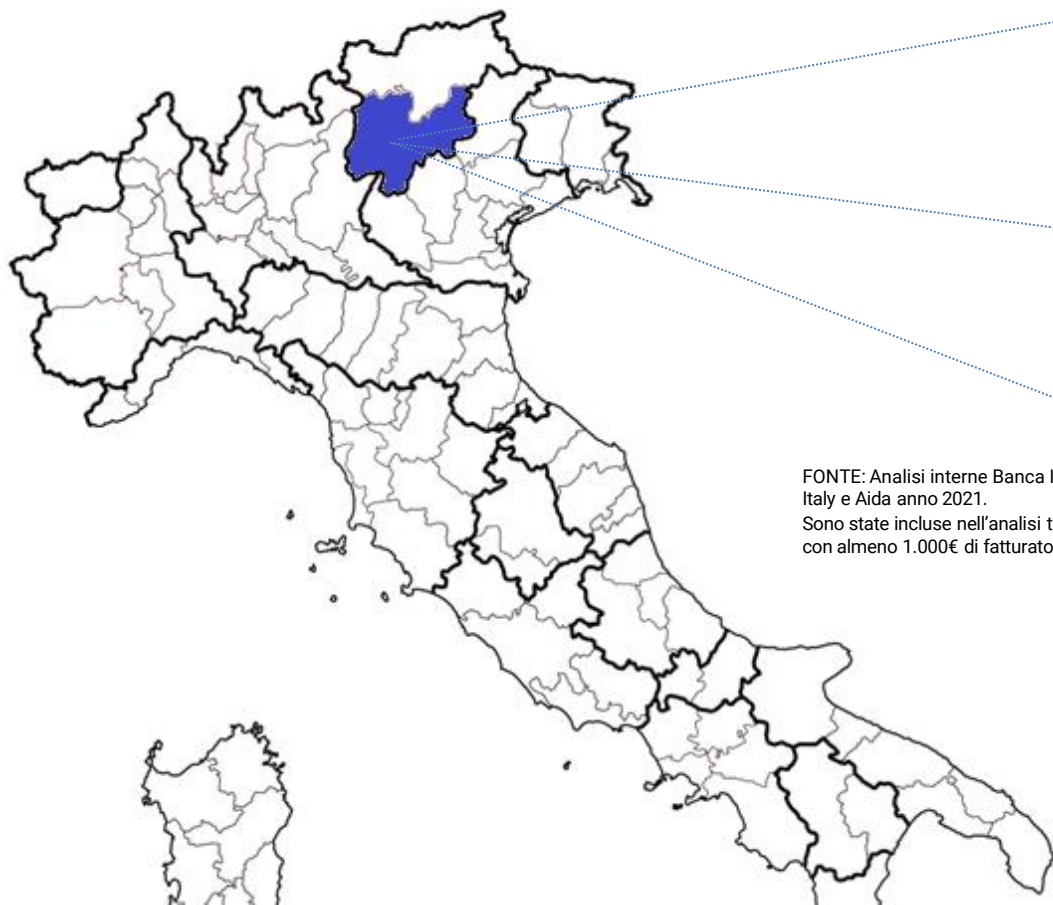 FONTE: Analisi interne Banca I
Italy e Aida anno 2021.
Sono state incluse nell'analisi t
con almeno 1.000€ di fatturato